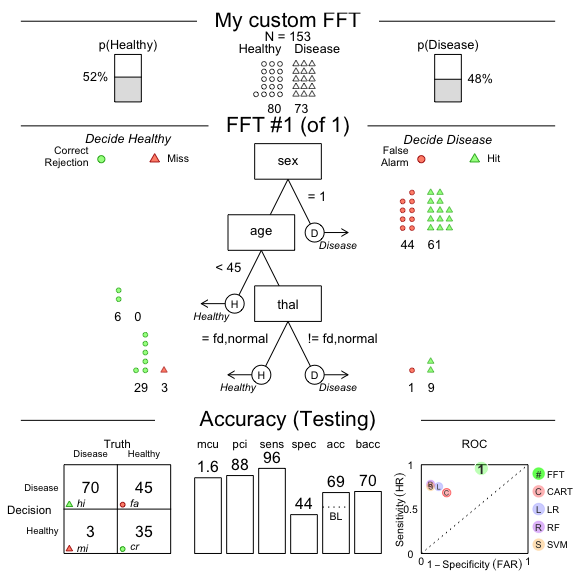 My custom FFT
N = 153
p(Healthy)
Healthy Disease
p(Disease)
52%
48%
80 73
FFT #1 (of 1)
Decide Healthy
Decide Disease
Correct Rejection
Miss
False Alarm
Hit
sex
= 1
age
D
Disease
44 61
< 45
H
Healthy
6 0
thal
= fd,normal
!= fd,normal
H
Healthy
D
Disease
29 3
1 9
Accuracy (Testing)
Truth
Disease Healthy
Decision
Disease
70
hi
45
fa
Healthy
3
mi
35
cr
mcu pci sens spec acc bacc
1.6 88 96 44 69 70
BL
ROC
Sensitivity (HR)
1
0.5
0
0 1 − Specificity (FAR) 1
1
S
L
C
# FFT
C CART
L LR
R RF
S SVM